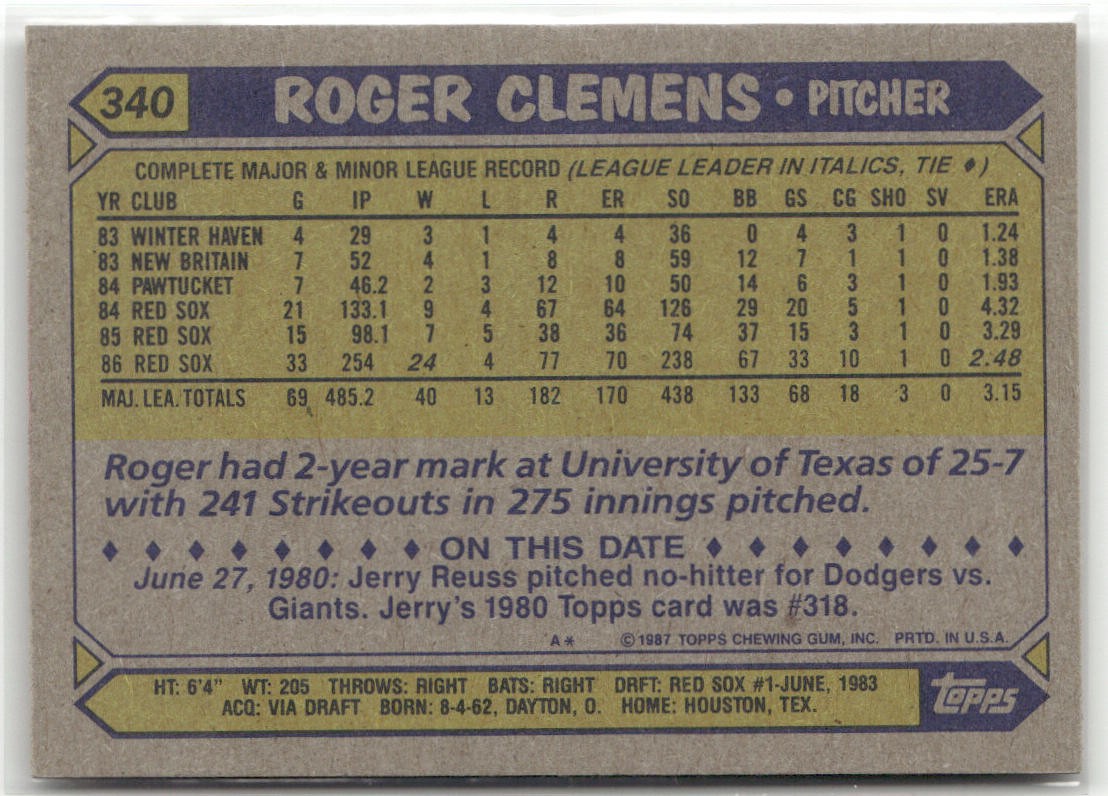 340 ROGER CLEMENS • PITCHER
COMPLETE MAJOR & MINOR LEAGUE RECORD (LEAGUE LEADER IN ITALICS, TIE ♦)
YR CLUB G IP W L R ER SO BB GS CG SHO SV ERA
83 WINTER HAVEN 4 29 3 1 4 4 36 0 4 3 1 0 1.24
83 NEW BRITAIN 7 52 4 1 8 8 59 12 7 1 1 0 1.38
84 PAWTUCKET 7 46.2 2 3 12 10 50 14 6 3 1 0 1.93
84 RED SOX 21 133.1 9 4 67 64 126 29 20 5 1 0 4.32
85 RED SOX 15 98.1 7 5 38 36 74 37 15 3 1 0 3.29
86 RED SOX 33 254 24 4 77 70 238 67 33 10 1 0 2.48
MAJ. LEA. TOTALS 69 485.2 40 13 182 170 438 133 68 18 3 0 3.15
Roger had 2-year mark at University of Texas of 25-7
with 241 Strikeouts in 275 innings pitched.
♦ ♦ ♦ ♦ ♦ ♦ ♦ ♦ ON THIS DATE ♦ ♦ ♦ ♦ ♦ ♦ ♦ ♦
June 27, 1980: Jerry Reuss pitched no-hitter for Dodgers vs.
Giants. Jerry's 1980 Topps card was #318.
A* ©1987 TOPPS CHEWING GUM, INC. PRTD. IN U.S.A.
HT: 6'4" WT: 205 THROWS: RIGHT BATS: RIGHT DRFT: RED SOX #1-JUNE, 1983
ACQ: VIA DRAFT BORN: 8-4-62, DAYTON, O. HOME: HOUSTON, TEX.
topps